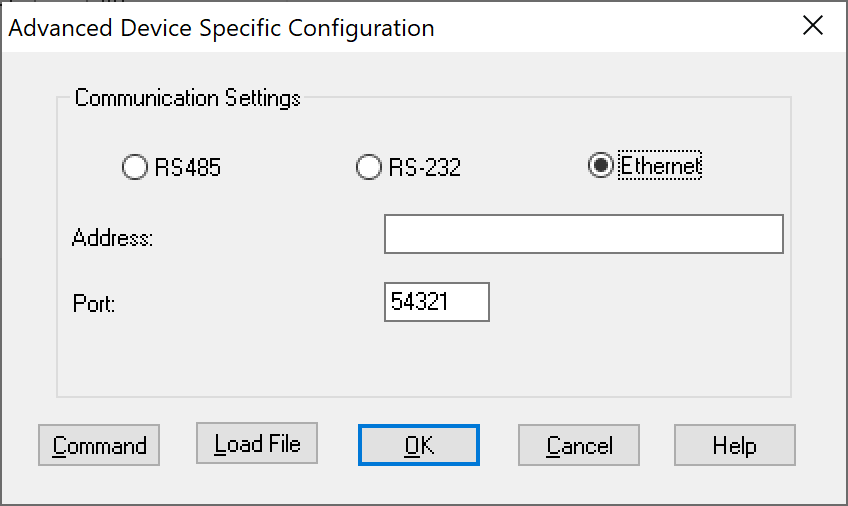 Advanced Device Specific Configuration
Communication Settings
RS485 RS-232 Ethernet
Address:
Port: 54321
Command Load File OK Cancel Help